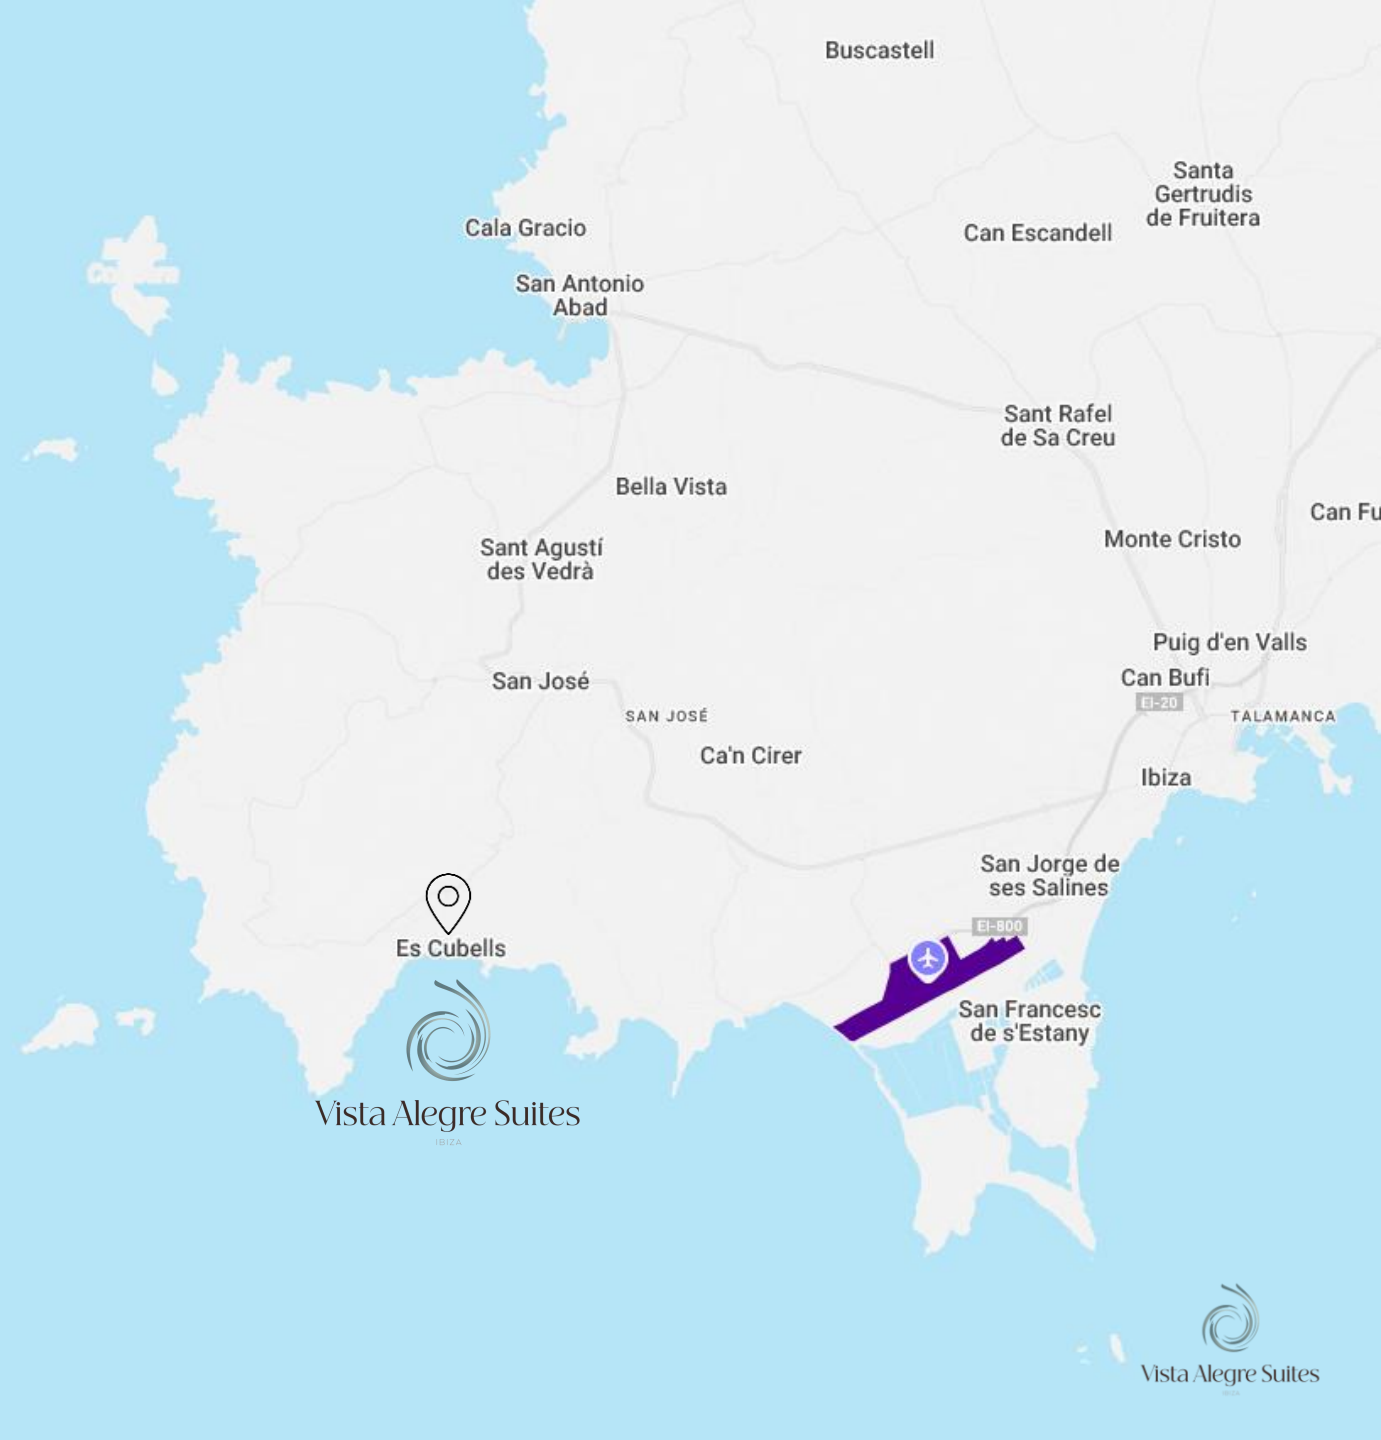 Buscastell
Santa
Gertrudis
de Fruitera
Cala Gracio
Can Escandell
San Antonio
Abad
Sant Rafel
de Sa Creu
Bella Vista
Can Fu
Monte Cristo
Sant Agustí
des Vedrà
Puig d'en Valls
Can Bufi
San José
EI-20
SAN JOSÉ
TALAMANCA
Ca'n Cirer
Ibiza
San Jorge de
ses Salines
EI-800
Es Cubells
San Francesc
de s'Estany
Vista Alegre Suites
IBIZA
Vista Alegre Suites
IBIZA